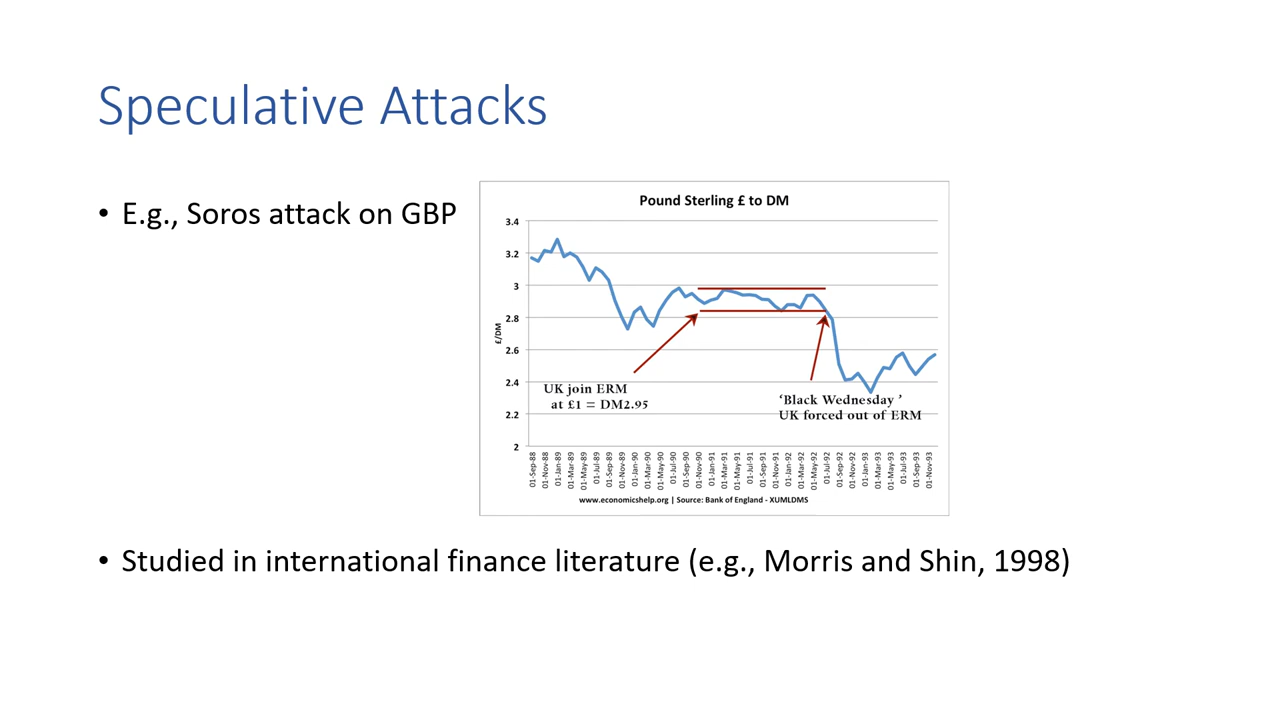 Speculative Attacks
• E.g., Soros attack on GBP
Pound Sterling £ to DM
3.4
3.2
3
2.8
2.6
2.4
2.2
2
£/DM
UK join ERM
at £1 = DM2.95
‘Black Wednesday ’
UK forced out of ERM
01-Sep-88
01-Nov-88
01-Jan-89
01-Mar-89
01-May-89
01-Jul-89
01-Sep-89
01-Nov-89
01-Jan-90
01-Mar-90
01-May-90
01-Jul-90
01-Sep-90
01-Nov-90
01-Jan-91
01-Mar-91
01-May-91
01-Jul-91
01-Sep-91
01-Nov-91
01-Jan-92
01-Mar-92
01-May-92
01-Jul-92
01-Sep-92
01-Nov-92
01-Jan-93
01-Mar-93
01-May-93
01-Jul-93
01-Sep-93
01-Nov-93
www.economicshelp.org | Source: Bank of England - XUMLDMS
• Studied in international finance literature (e.g., Morris and Shin, 1998)